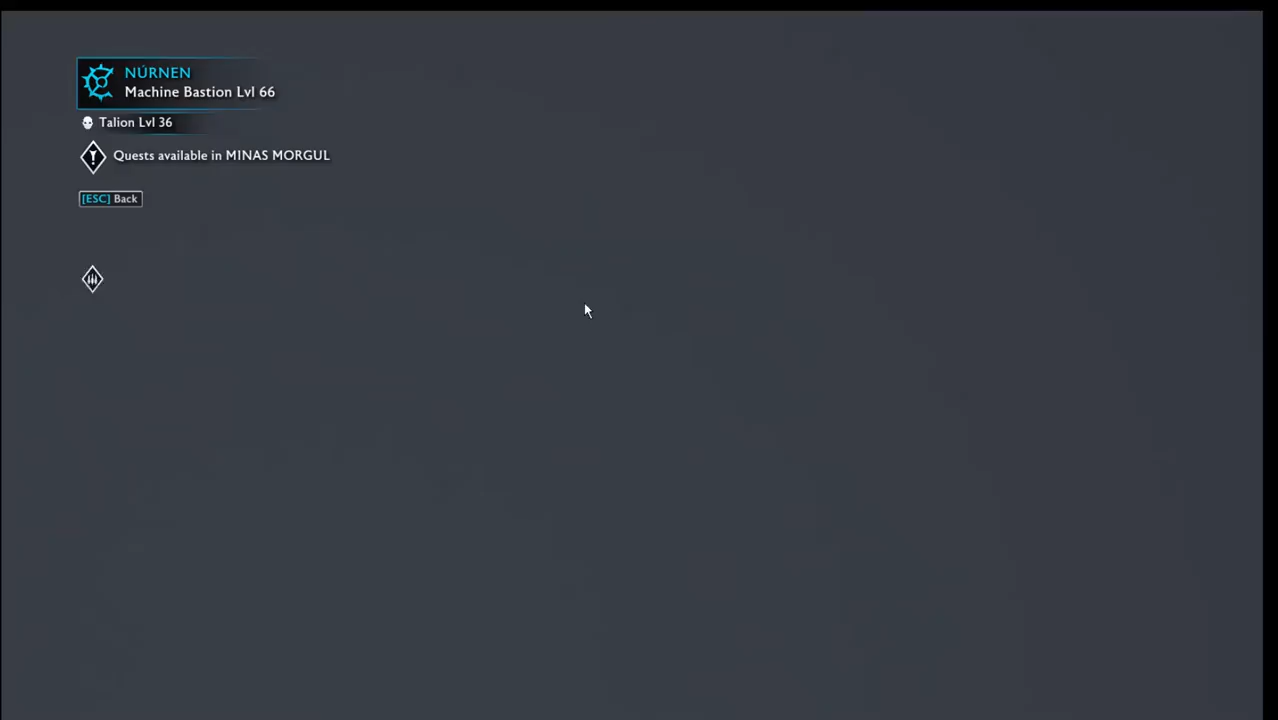 NÚRNEN
Machine Bastion Lvl 66
Talion Lvl 36
Quests available in MINAS MORGUL
[ESC] Back